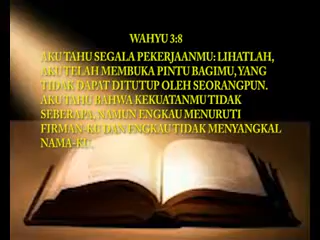 WAHYU 3:8
AKU TAHU SEGALA PEKERJAANMU: LIHATLAH,
AKU TELAH MEMBUKA PINTU BAGIMU, YANG
TIDAK DAPAT DITUTUP OLEH SEORANGPUN.
AKU TAHU BAHWA KEKUATANMU TIDAK
SEBERAPA, NAMUN ENGKAU MENURUTI
FIRMAN-KU DAN ENGKAU TIDAK MENYANGKAL
NAMA-KU.